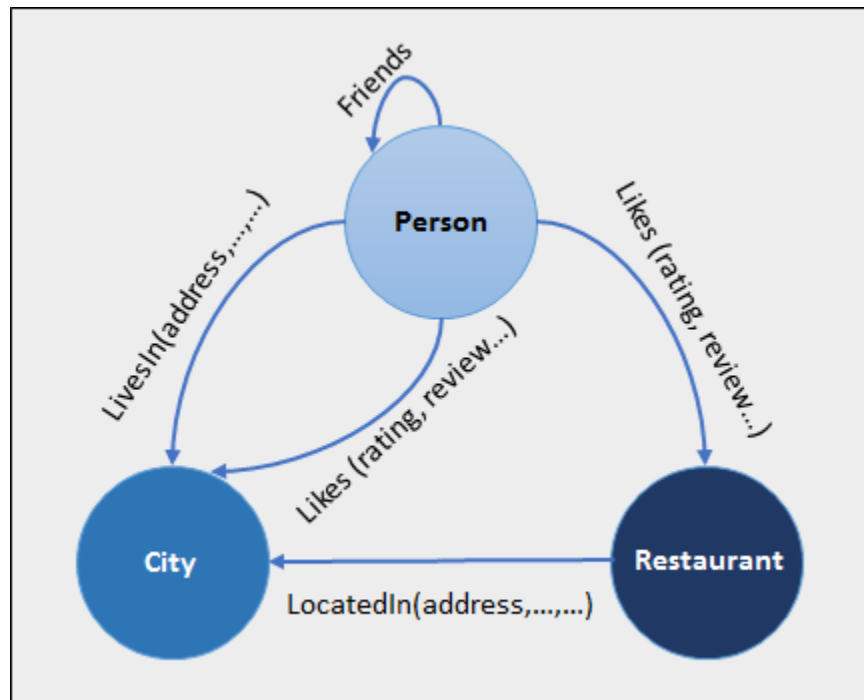 Friends
Person
LivesIn(address,...,...)
Likes (rating, review...)
Likes (rating, review...)
City
Restaurant
LocatedIn(address,...,...)